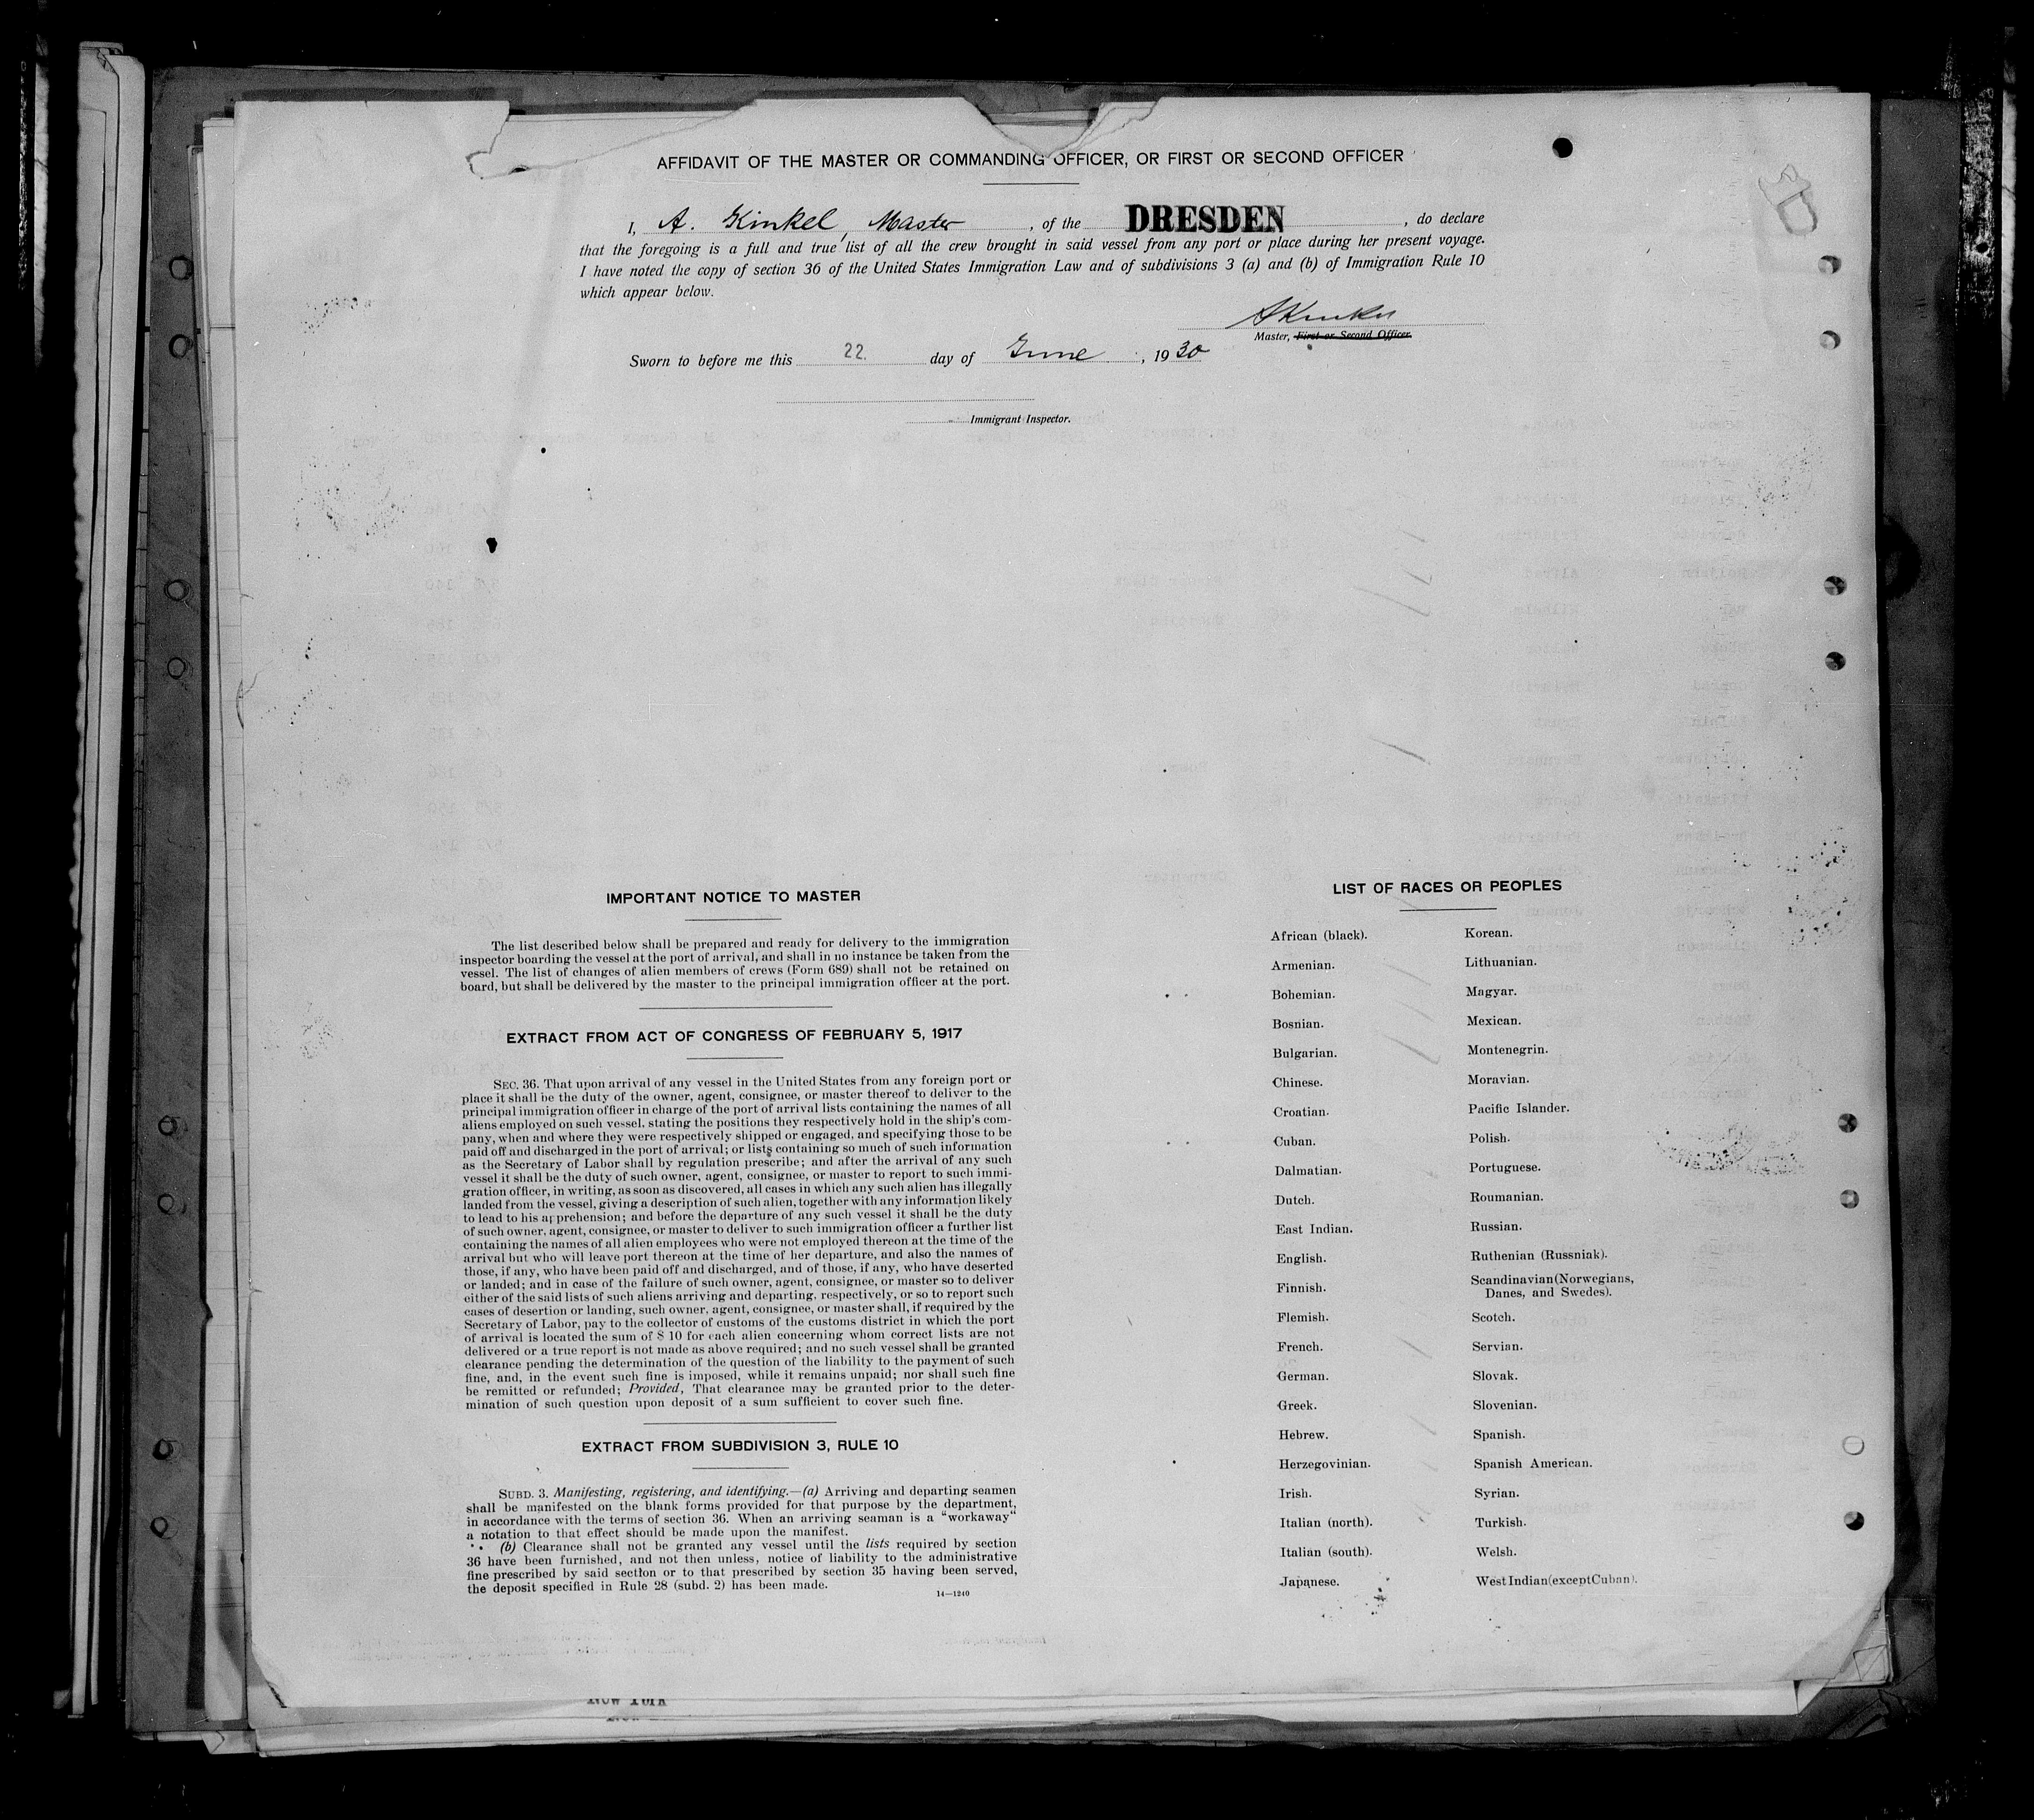 AFFIDAVIT OF THE MASTER OR COMMANDING OFFICER, OR FIRST OR SECOND OFFICER
I, A. Kinkel, Master, of the DRESDEN, do declare
that the foregoing is a full and true list of all the crew brought in said vessel from any port or place during her present voyage.
I have noted the copy of section 36 of the United States Immigration Law and of subdivisions 3 (a) and (b) of Immigration Rule 10
which appear below.
AKinkel
Master, First or Second Officer.
Sworn to before me this 22. day of June, 1930
Immigrant Inspector.
IMPORTANT NOTICE TO MASTER
The list described below shall be prepared and ready for delivery to the immigration
inspector boarding the vessel at the port of arrival, and shall in no instance be taken from the
vessel. The list of changes of alien members of crews (Form 689) shall not be retained on
board, but shall be delivered by the master to the principal immigration officer at the port.
EXTRACT FROM ACT OF CONGRESS OF FEBRUARY 5, 1917
SEC. 36. That upon arrival of any vessel in the United States from any foreign port or
place it shall be the duty of the owner, agent, consignee, or master thereof to deliver to the
principal immigration officer in charge of the port of arrival lists containing the names of all
aliens employed on such vessel. stating the positions they respectively hold in the ship's com-
pany, when and where they were respectively shipped or engaged, and specifying those to be
paid off and discharged in the port of arrival; or lists containing so much of such information
as the Secretary of Labor shall by regulation prescribe; and after the arrival of any such
vessel it shall be the duty of such owner, agent, consignee, or master to report to such immi-
gration officer, in writing, as soon as discovered, all cases in which any such alien has illegally
landed from the vessel, giving a description of such alien, together with any information likely
to lead to his apprehension; and before the departure of any such vessel it shall be the duty
of such owner, agent, consignee, or master to deliver to such immigration officer a further list
containing the names of all alien employees who were not employed thereon at the time of the
arrival but who will leave port thereon at the time of her departure, and also the names of
those, if any, who have been paid off and discharged, and of those, if any, who have deserted
or landed; and in case of the failure of such owner, agent, consignee, or master so to deliver
either of the said lists of such aliens arriving and departing, respectively, or so to report such
cases of desertion or landing, such owner, agent, consignee, or master shall, if required by the
Secretary of Labor, pay to the collector of customs of the customs district in which the port
of arrival is located the sum of $ 10 for each alien concerning whom correct lists are not
delivered or a true report is not made as above required; and no such vessel shall be granted
clearance pending the determination of the question of the liability to the payment of such
fine, and, in the event such fine is imposed, while it remains unpaid; nor shall such fine
be remitted or refunded; Provided, That clearance may be granted prior to the deter-
mination of such question upon deposit of a sum sufficient to cover such fine.
EXTRACT FROM SUBDIVISION 3, RULE 10
SUBD. 3. Manifesting, registering, and identifying.—(a) Arriving and departing seamen
shall be manifested on the blank forms provided for that purpose by the department,
in accordance with the terms of section 36. When an arriving seaman is a "workaway"
a notation to that effect should be made upon the manifest.
(b) Clearance shall not be granted any vessel until the lists required by section
36 have been furnished, and not then unless, notice of liability to the administrative
fine prescribed by said section or to that prescribed by section 35 having been served,
the deposit specified in Rule 28 (subd. 2) has been made.
14—1240
LIST OF RACES OR PEOPLES
African (black).
Armenian.
Bohemian.
Bosnian.
Bulgarian.
Chinese.
Croatian.
Cuban.
Dalmatian.
Dutch.
East Indian.
English.
Finnish.
Flemish.
French.
German.
Greek.
Hebrew.
Herzegovinian.
Irish.
Italian (north).
Italian (south).
Japanese.
Korean.
Lithuanian.
Magyar.
Mexican.
Montenegrin.
Moravian.
Pacific Islander.
Polish.
Portuguese.
Roumanian.
Russian.
Ruthenian (Russniak).
Scandinavian (Norwegians,
Danes, and Swedes).
Scotch.
Servian.
Slovak.
Slovenian.
Spanish.
Spanish American.
Syrian.
Turkish.
Welsh.
West Indian (except Cuban).
New York